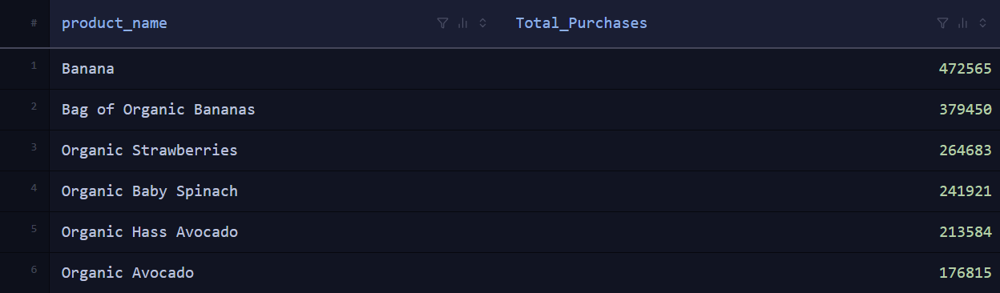 # product_name Total_Purchases
1 Banana 472565
2 Bag of Organic Bananas 379450
3 Organic Strawberries 264683
4 Organic Baby Spinach 241921
5 Organic Hass Avocado 213584
6 Organic Avocado 176815